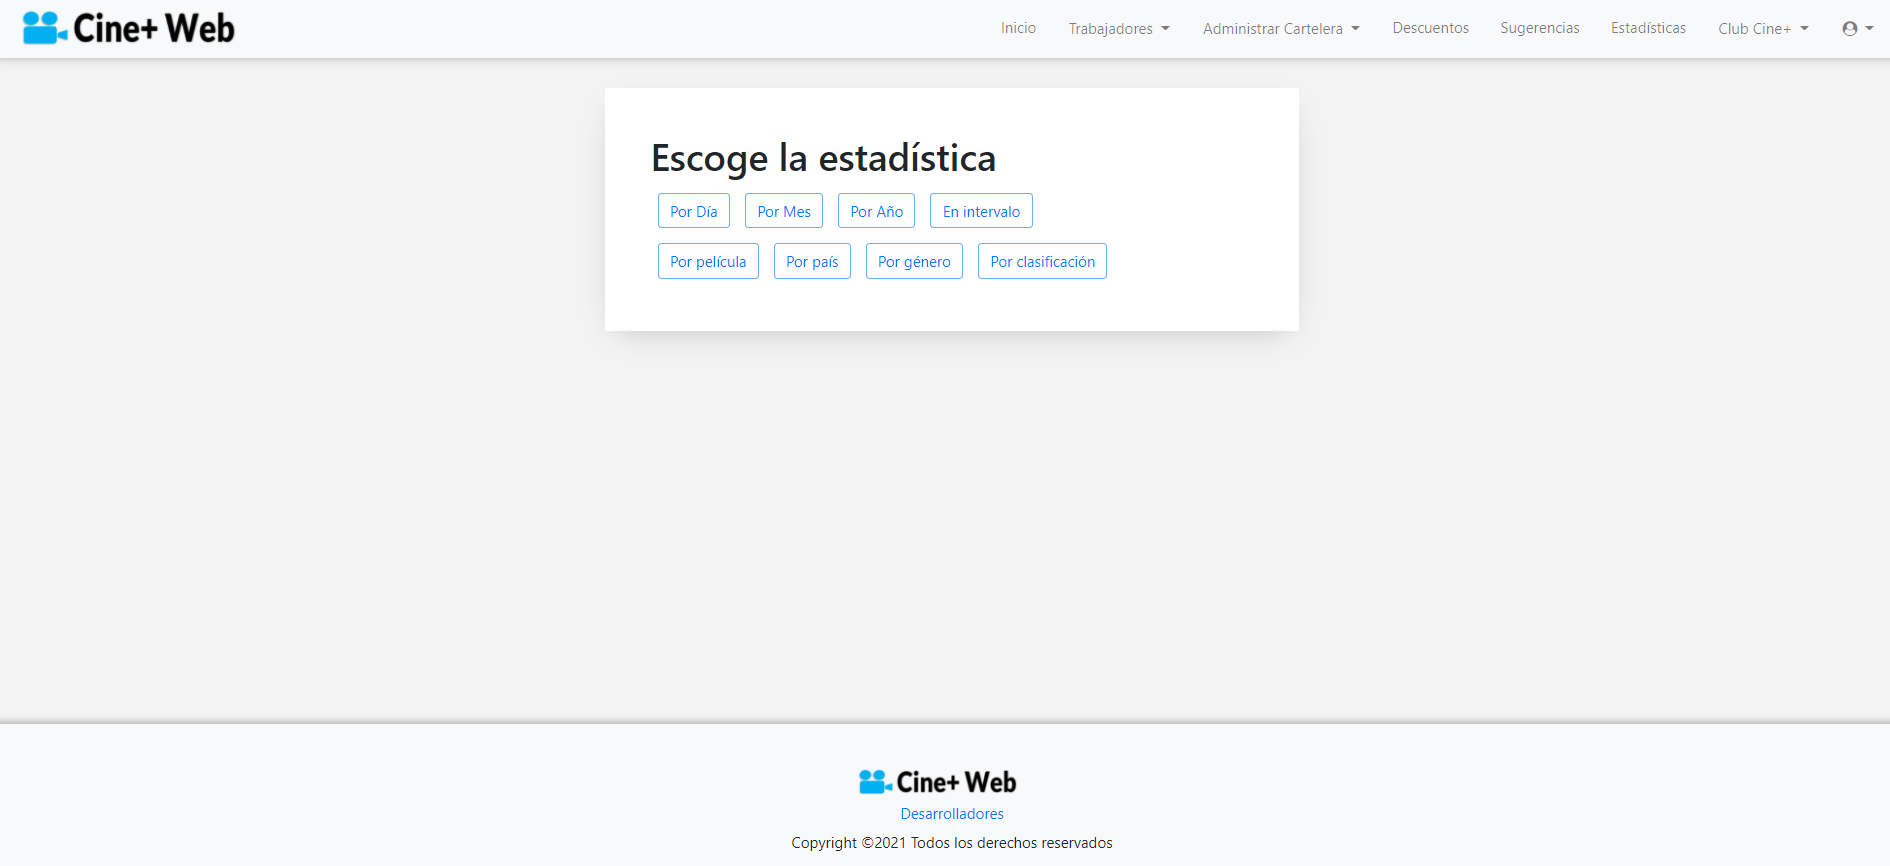 Cine+ Web
Inicio Trabajadores Administrar Cartelera Descuentos Sugerencias Estadísticas Club Cine+
Escoge la estadística
Por Día Por Mes Por Año En intervalo
Por película Por país Por género Por clasificación
Cine+ Web
Desarrolladores
Copyright ©2021 Todos los derechos reservados